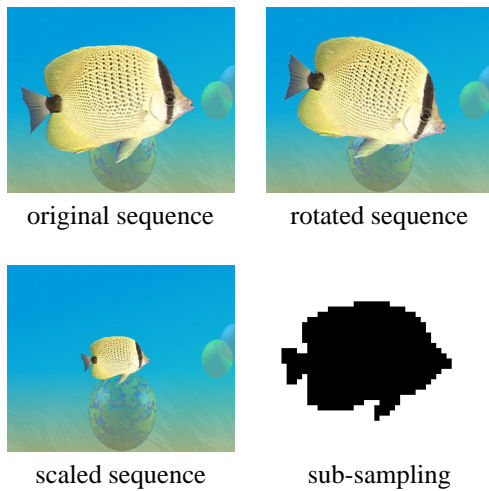 original sequence
rotated sequence
scaled sequence
sub-sampling